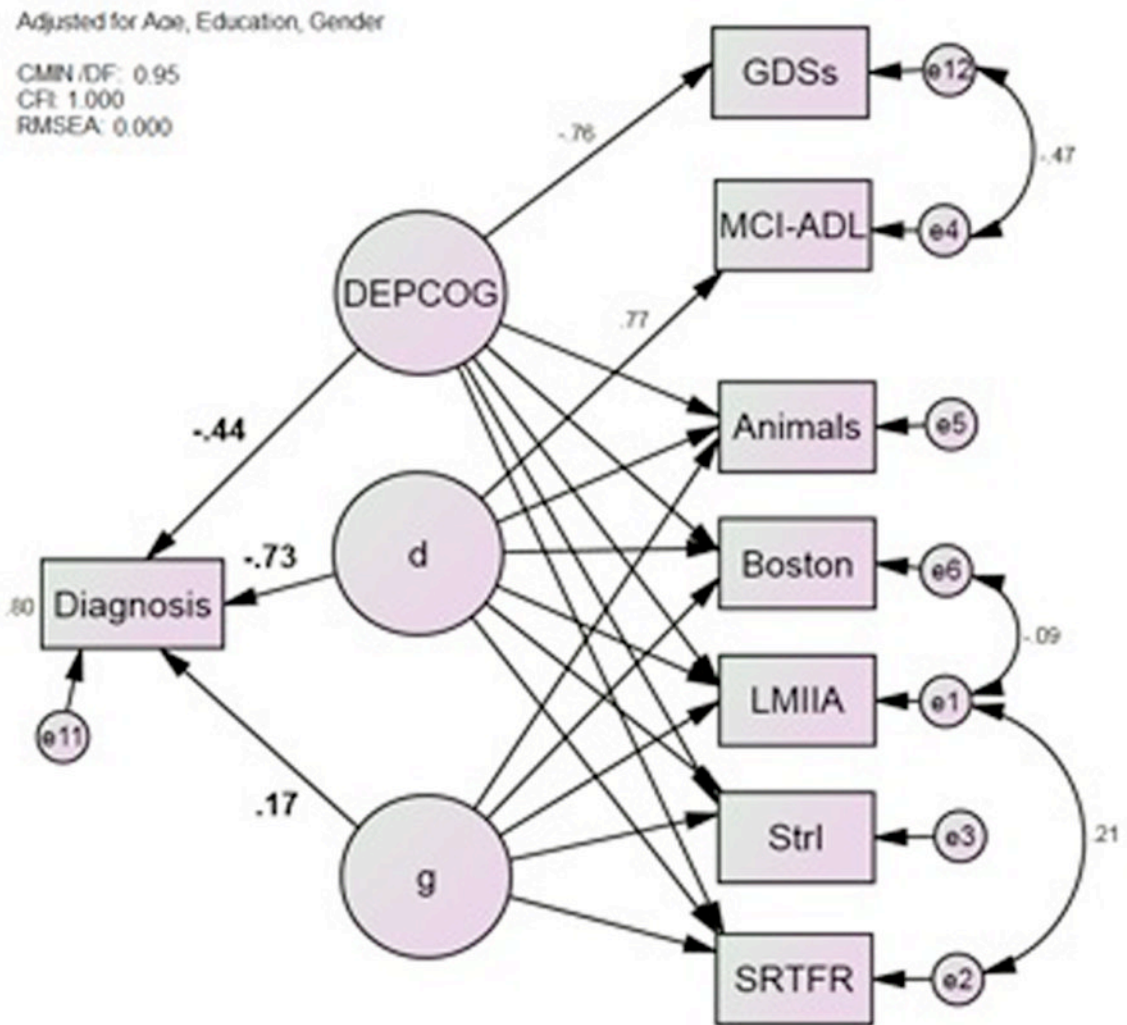 Adjusted for Age, Education, Gender
CMIN /DF: 0.95
CFI: 1.000
RMSEA: 0.000
GDSs
e12
-.76
-.47
MCI-ADL
e4
DEPCOG
.77
Animals
e5
-.44
d
-.73
Boston
e6
.80
Diagnosis
-.09
LMIIA
e1
e11
.17
g
StrI
e3
.21
SRTFR
e2